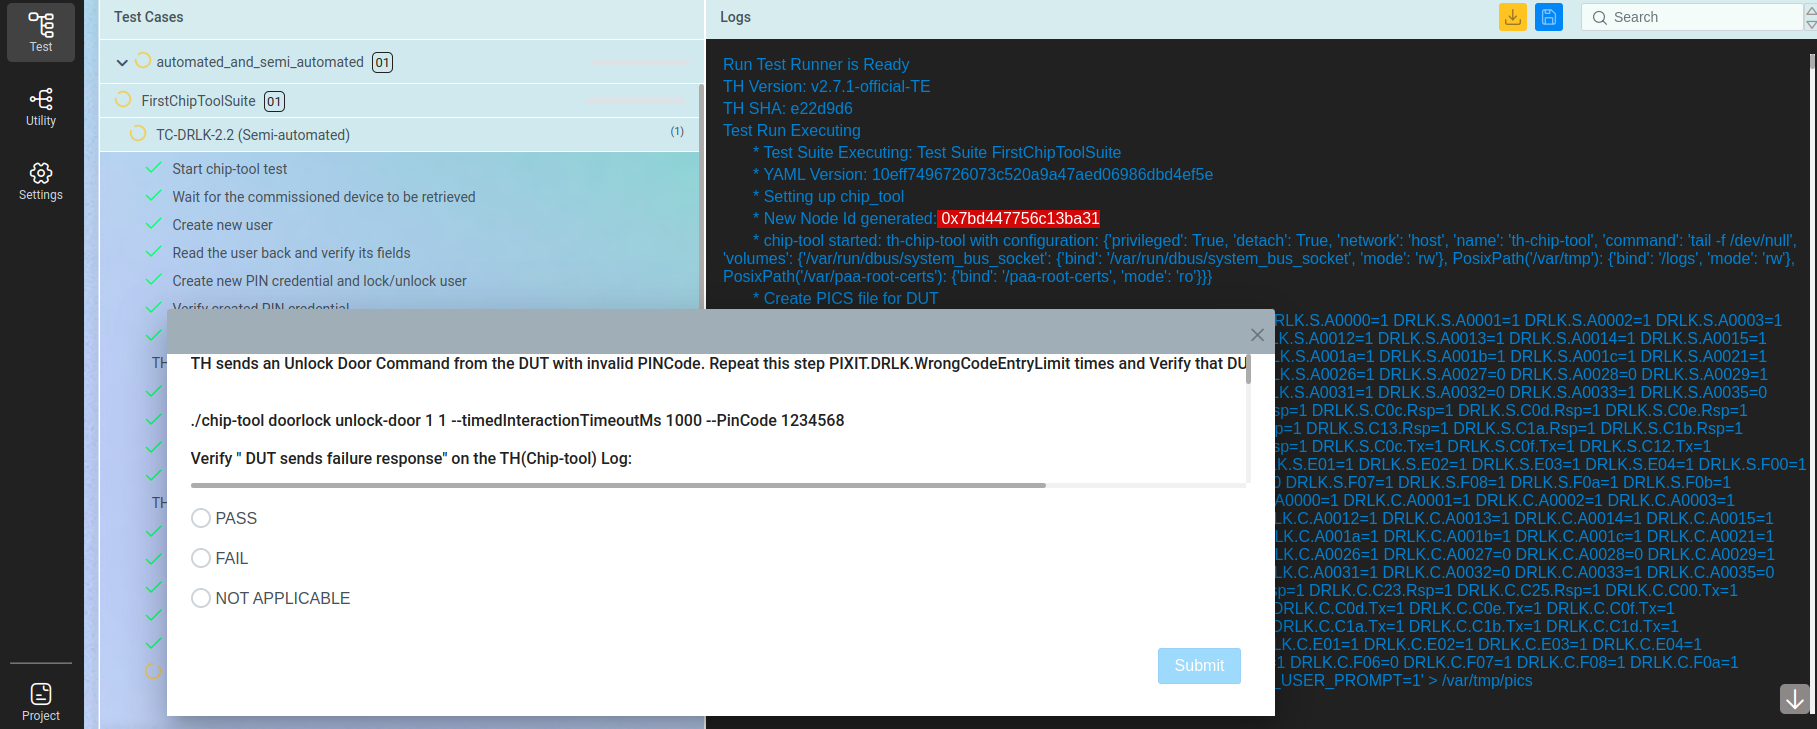 Test
Utility
Settings
Project
Test Cases
automated_and_semi_automated 01
FirstChipToolSuite 01
TC-DRLK-2.2 (Semi-automated) (1)
Start chip-tool test
Wait for the commissioned device to be retrieved
Create new user
Read the user back and verify its fields
Create new PIN credential and lock/unlock user
Verify created PIN credential
TH
TH
Logs
Search
Run Test Runner is Ready
TH Version: v2.7.1-official-TE
TH SHA: e22d9d6
Test Run Executing
* Test Suite Executing: Test Suite FirstChipToolSuite
* YAML Version: 10eff7496726073c520a9a47aed06986dbd4ef5e
* Setting up chip_tool
* New Node Id generated: 0x7bd447756c13ba31
* chip-tool started: th-chip-tool with configuration: {'privileged': True, 'detach': True, 'network': 'host', 'name': 'th-chip-tool', 'command': 'tail -f /dev/null',
'volumes': {'/var/run/dbus/system_bus_socket': {'bind': '/var/run/dbus/system_bus_socket', 'mode': 'rw'}, PosixPath('/var/tmp'): {'bind': '/logs', 'mode': 'rw'},
PosixPath('/var/paa-root-certs'): {'bind': '/paa-root-certs', 'mode': 'ro'}}}
* Create PICS file for DUT
RLK.S.A0000=1 DRLK.S.A0001=1 DRLK.S.A0002=1 DRLK.S.A0003=1
.S.A0012=1 DRLK.S.A0013=1 DRLK.S.A0014=1 DRLK.S.A0015=1
.S.A001a=1 DRLK.S.A001b=1 DRLK.S.A001c=1 DRLK.S.A0021=1
.S.A0026=1 DRLK.S.A0027=0 DRLK.S.A0028=0 DRLK.S.A0029=1
.S.A0031=1 DRLK.S.A0032=0 DRLK.S.A0033=1 DRLK.S.A0035=0
sp=1 DRLK.S.C0c.Rsp=1 DRLK.S.C0d.Rsp=1 DRLK.S.C0e.Rsp=1
p=1 DRLK.S.C13.Rsp=1 DRLK.S.C1a.Rsp=1 DRLK.S.C1b.Rsp=1
sp=1 DRLK.S.C0c.Tx=1 DRLK.S.C0f.Tx=1 DRLK.S.C12.Tx=1
K.S.E01=1 DRLK.S.E02=1 DRLK.S.E03=1 DRLK.S.E04=1 DRLK.S.F00=1
0 DRLK.S.F07=1 DRLK.S.F08=1 DRLK.S.F0a=1 DRLK.S.F0b=1
A0000=1 DRLK.C.A0001=1 DRLK.C.A0002=1 DRLK.C.A0003=1
LK.C.A0012=1 DRLK.C.A0013=1 DRLK.C.A0014=1 DRLK.C.A0015=1
LK.C.A001a=1 DRLK.C.A001b=1 DRLK.C.A001c=1 DRLK.C.A0021=1
LK.C.A0026=1 DRLK.C.A0027=0 DRLK.C.A0028=0 DRLK.C.A0029=1
LK.C.A0031=1 DRLK.C.A0032=0 DRLK.C.A0033=1 DRLK.C.A0035=0
sp=1 DRLK.C.C23.Rsp=1 DRLK.C.C25.Rsp=1 DRLK.C.C00.Tx=1
DRLK.C.C0d.Tx=1 DRLK.C.C0e.Tx=1 DRLK.C.C0f.Tx=1
DRLK.C.C1a.Tx=1 DRLK.C.C1b.Tx=1 DRLK.C.C1d.Tx=1
LK.C.E01=1 DRLK.C.E02=1 DRLK.C.E03=1 DRLK.C.E04=1
=1 DRLK.C.F06=0 DRLK.C.F07=1 DRLK.C.F08=1 DRLK.C.F0a=1
_USER_PROMPT=1' > /var/tmp/pics
TH sends an Unlock Door Command from the DUT with invalid PINCode. Repeat this step PIXIT.DRLK.WrongCodeEntryLimit times and Verify that DU
./chip-tool doorlock unlock-door 1 1 --timedInteractionTimeoutMs 1000 --PinCode 1234568
Verify " DUT sends failure response" on the TH(Chip-tool) Log:
PASS
FAIL
NOT APPLICABLE
Submit